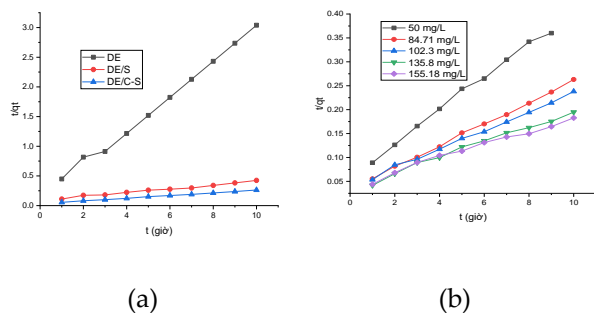 3.0
2.5
2.0
1.5
1.0
0.5
0.0
t/qt
DE
DE/S
DE/C-S
0 2 4 6 8 10
t (giờ)
(a)
0.40
0.35
0.30
0.25
0.20
0.15
0.10
0.05
t/qt
50 mg/L
84.71 mg/L
102.3 mg/L
135.8 mg/L
155.18 mg/L
0 2 4 6 8 10
t (giờ)
(b)